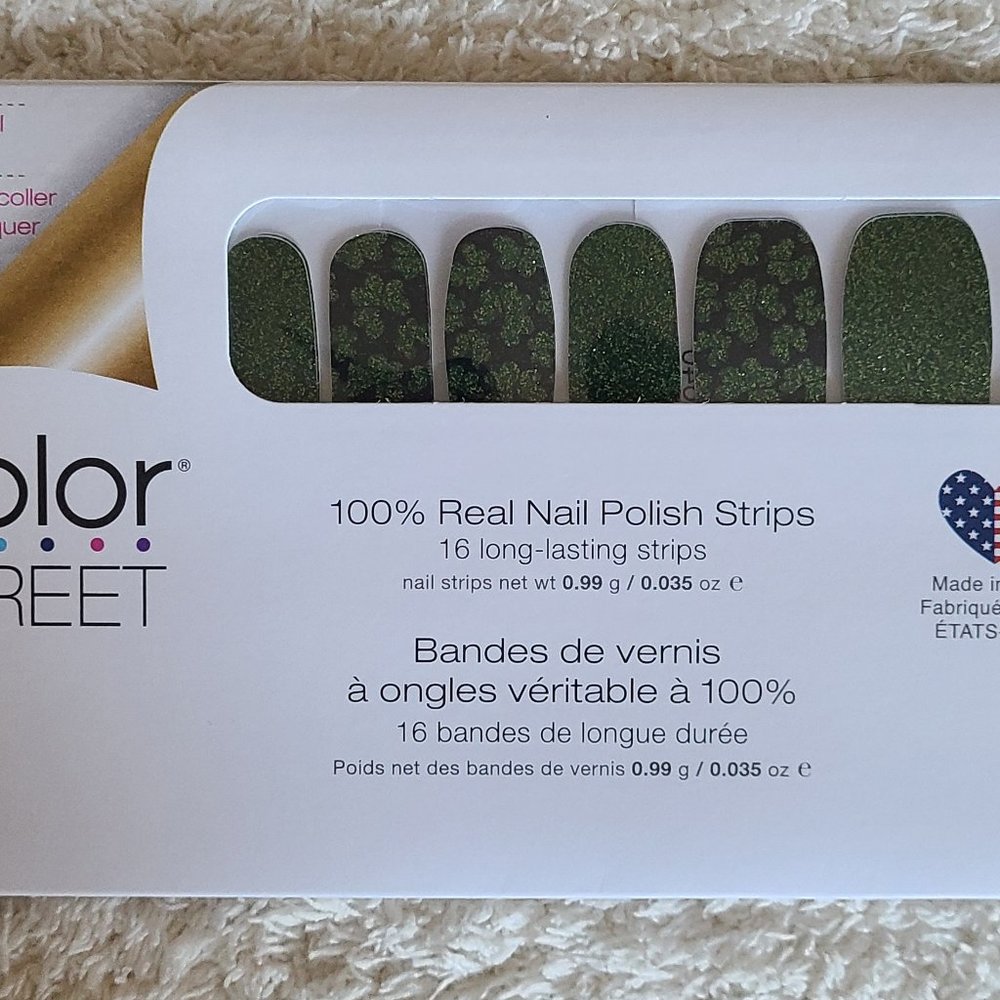 l
coller
quer
olor®
REET
100% Real Nail Polish Strips
16 long-lasting strips
nail strips net wt 0.99 g / 0.035 oz ℮
Bandes de vernis
à ongles véritable à 100%
16 bandes de longue durée
Poids net des bandes de vernis 0.99 g / 0.035 oz ℮
Made in
Fabriqué
ÉTATS-